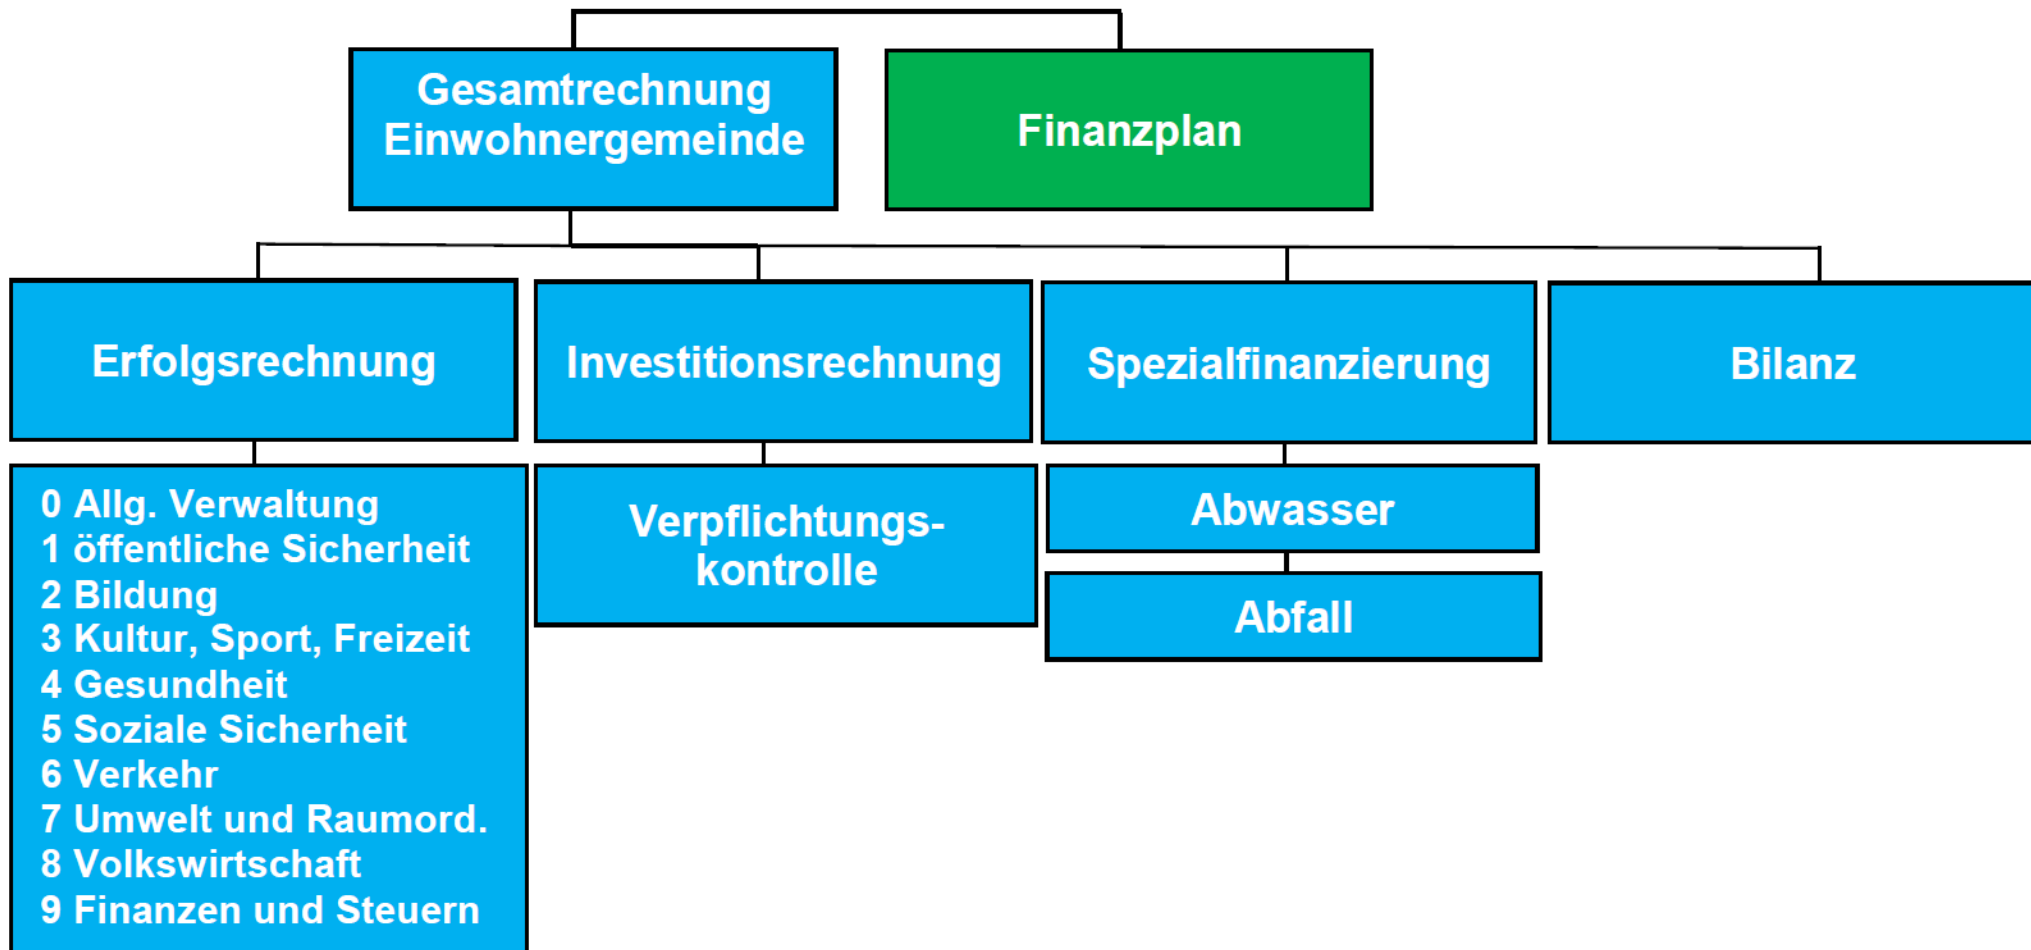 Gesamtrechnung
Einwohnergemeinde
Finanzplan
Erfolgsrechnung
Investitionsrechnung
Spezialfinanzierung
Bilanz
0 Allg. Verwaltung
1 öffentliche Sicherheit
2 Bildung
3 Kultur, Sport, Freizeit
4 Gesundheit
5 Soziale Sicherheit
6 Verkehr
7 Umwelt und Raumord.
8 Volkswirtschaft
9 Finanzen und Steuern
Verpflichtungs-
kontrolle
Abwasser
Abfall